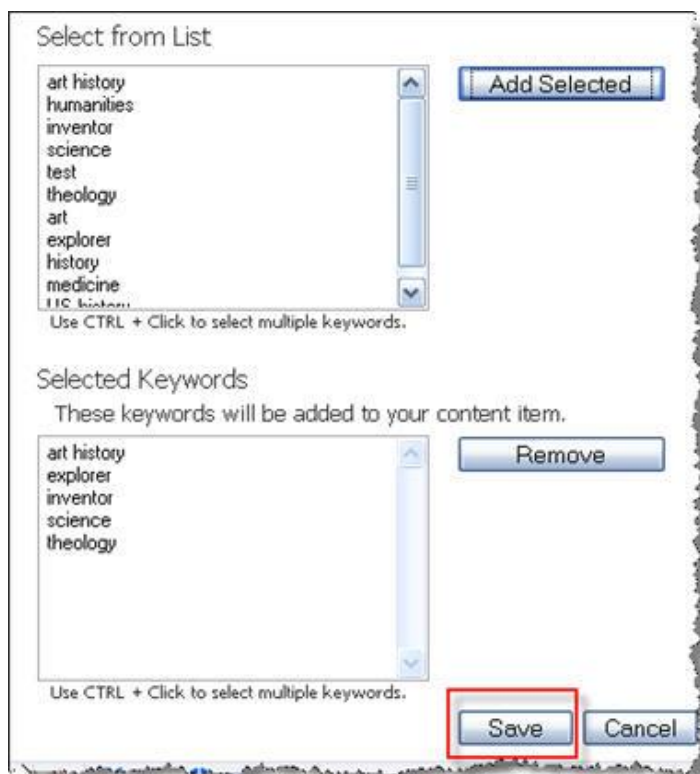 Select from List
art history
Add Selected
humanities
inventor
science
test
theology
art
explorer
history
medicine
US history
Use CTRL + Click to select multiple keywords.
Selected Keywords
These keywords will be added to your content item.
art history
Remove
explorer
inventor
science
theology
Use CTRL + Click to select multiple keywords.
Save
Cancel